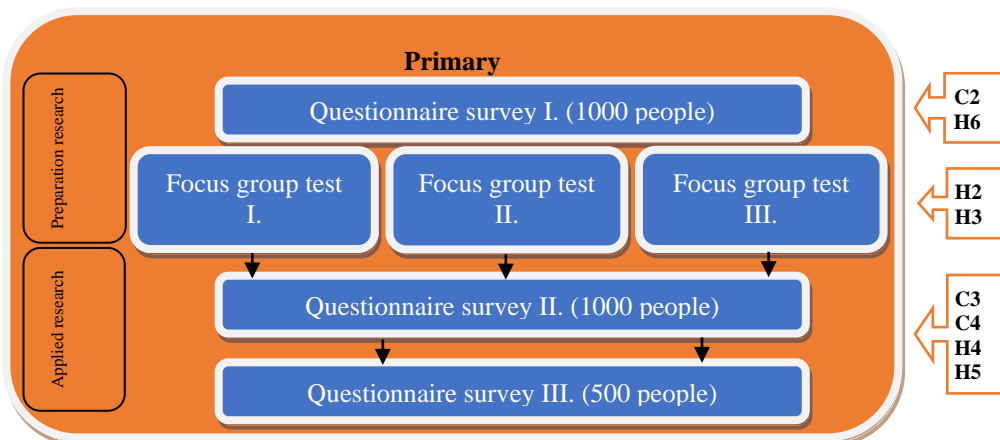 Primary
Preparation research
Questionnaire survey I. (1000 people)
C2
H6
Focus group test
I.
Focus group test
II.
Focus group test
III.
H2
H3
Applied research
Questionnaire survey II. (1000 people)
Questionnaire survey III. (500 people)
C3
C4
H4
H5